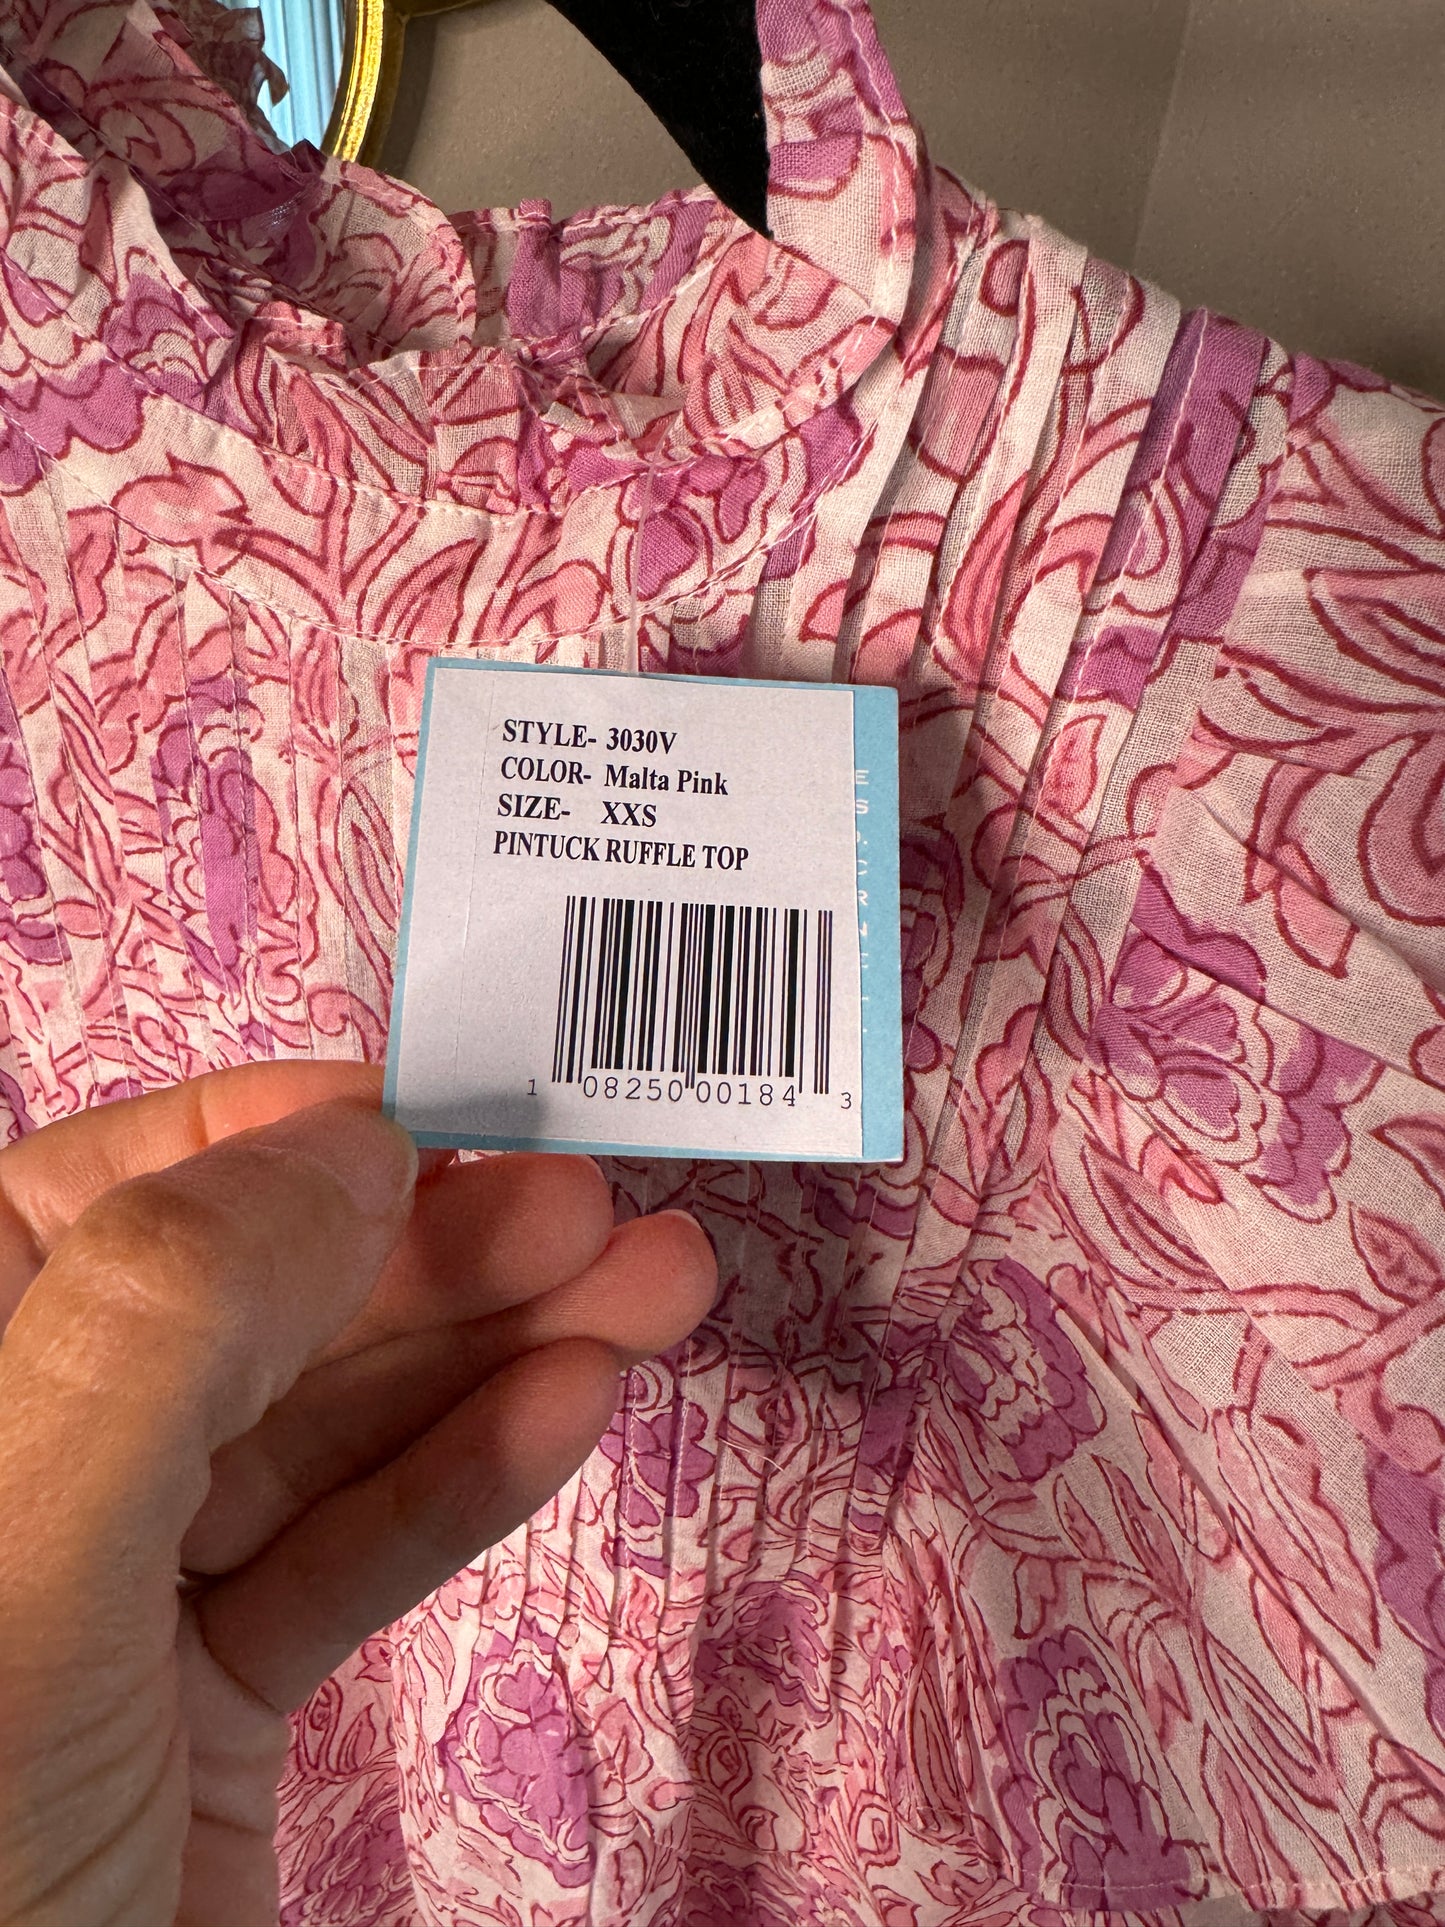 STYLE- 3030V
COLOR- Malta Pink
SIZE- XXS
PINTUCK RUFFLE TOP
1 08250 00184 3